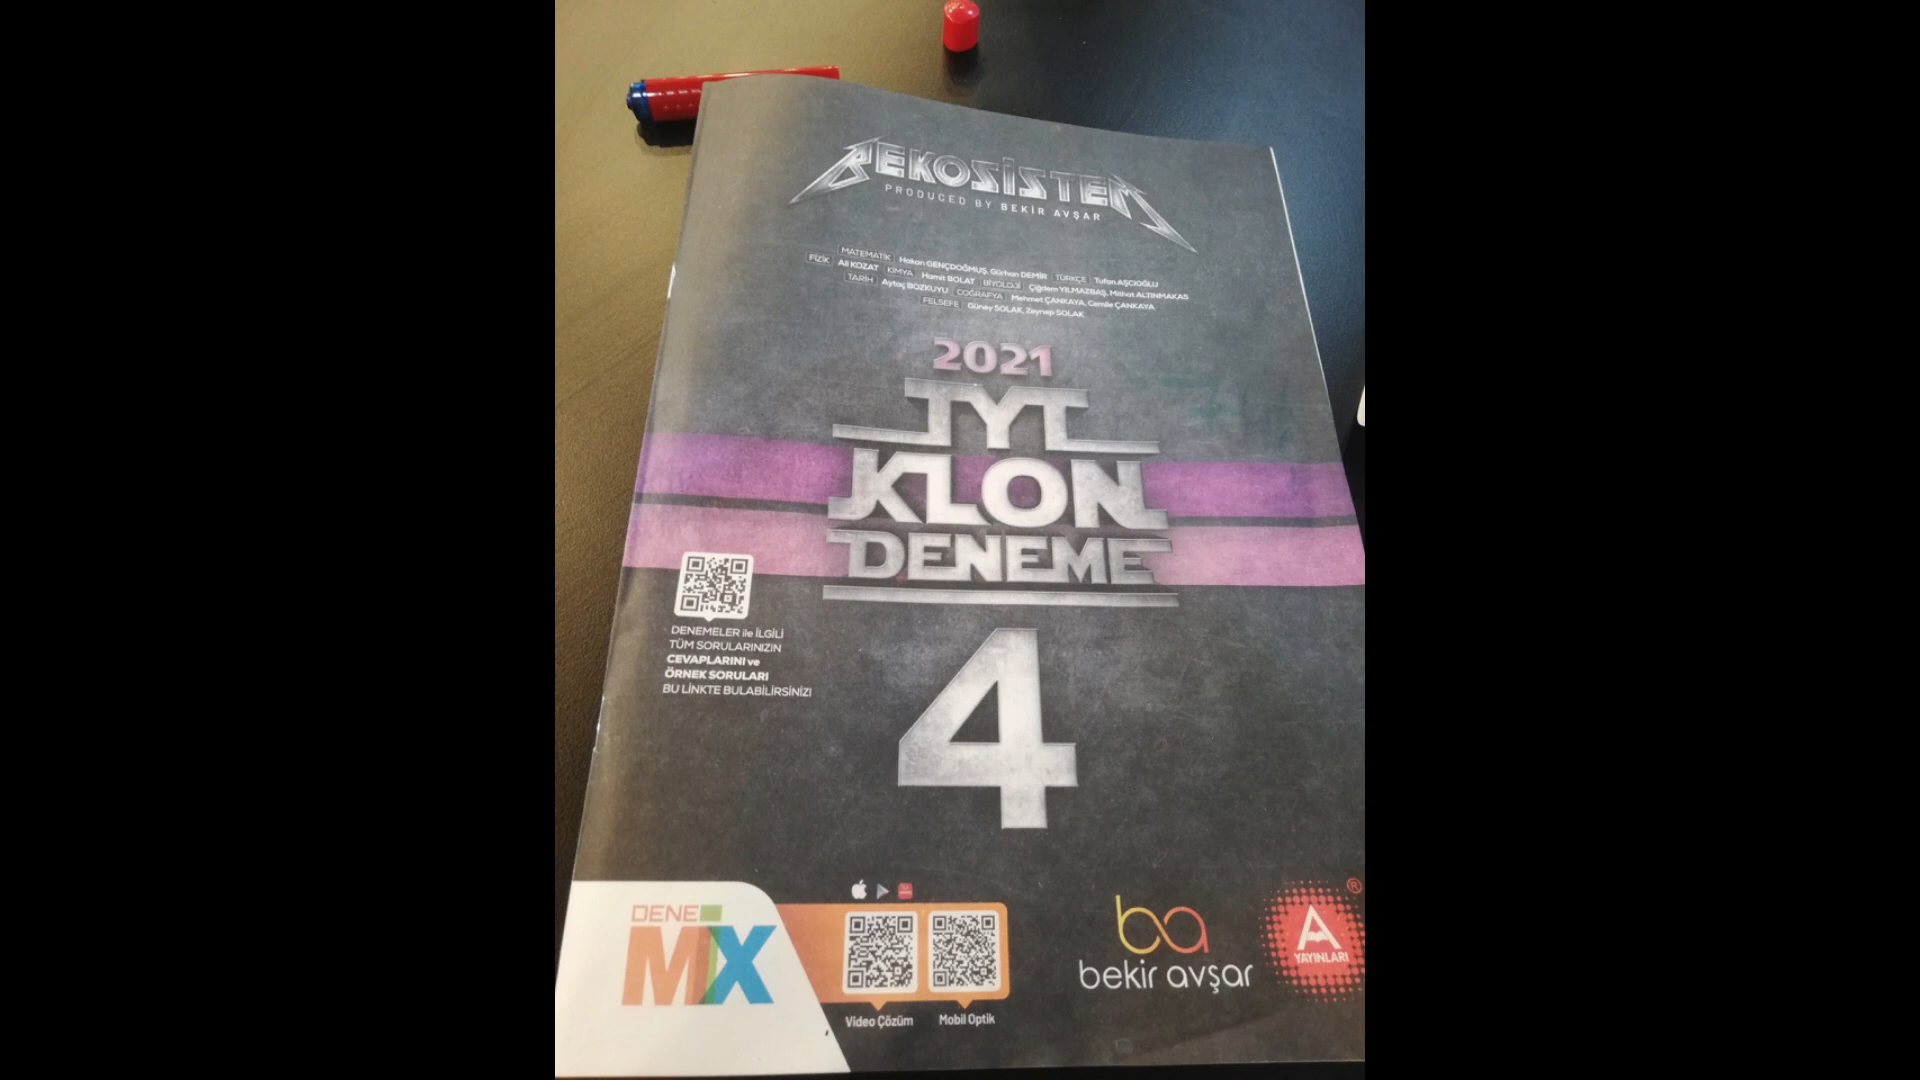 BEKOSİSTEM
PRODUCED BY BEKİR AVŞAR
MATEMATİK Hakan GENÇDOĞMUŞ, Gürhan DEMİR TÜRKÇE Tufan AŞCIOĞLU
FİZİK Ali KOZAT KİMYA Hamit BOLAT BİYOLOJİ Çiğdem YILMAZBAŞ, Mithat ALTINMAKAS
TARİH Aytaç BOZKUYU COĞRAFYA Mehmet ÇANKAYA, Cemile ÇANKAYA
FELSEFE Günay SOLAK, Zeynep SOLAK
2021
TYT
KLON
DENEME
4
DENEMELER ile İLGİLİ
TÜM SORULARINIZIN
CEVAPLARINI ve
ÖRNEK SORULARI
BU LİNKTE BULABİLİRSİNİZ!
DENE
MİX
Video Çözüm
Mobil Optik
ba
bekir avşar
A
YAYINLARI
®